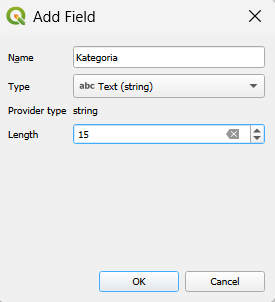 Add Field
Name Kategoria
Type abc Text (string)
Provider type string
Length 15
OK Cancel